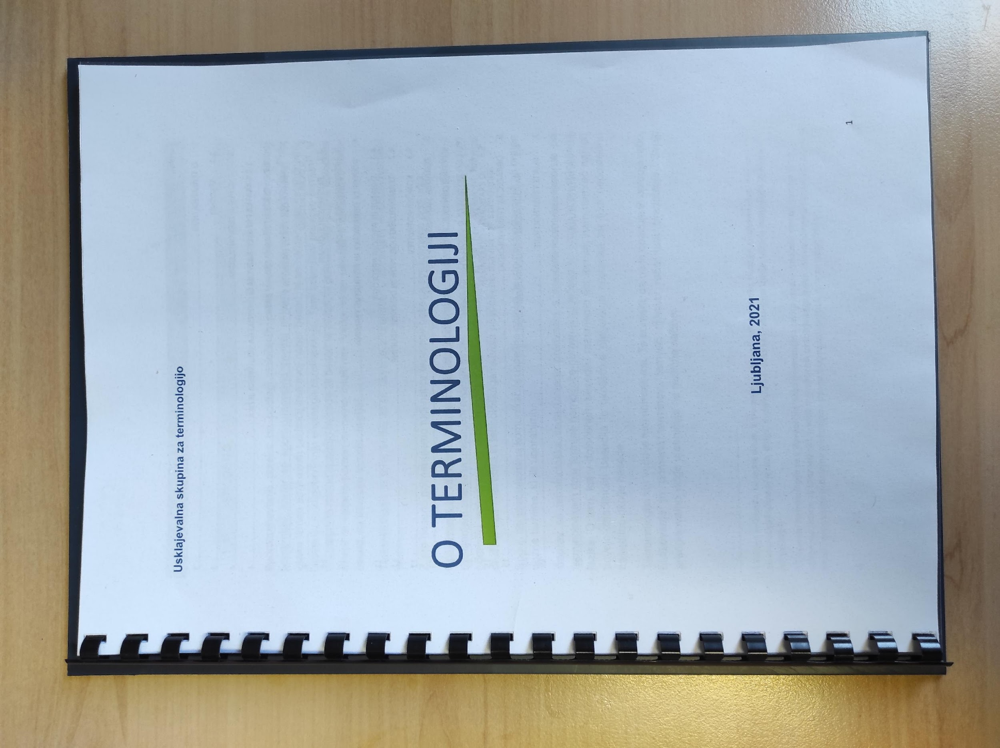 Usklajevalna skupina za terminologijo
O TERMINOLOGIJI
Ljubljana, 2021
1